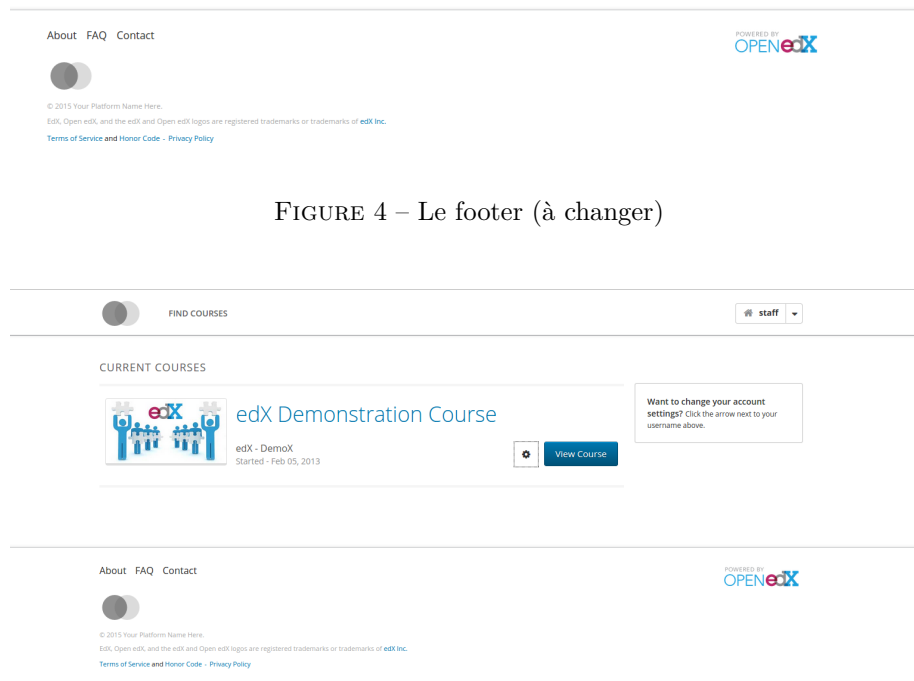 About FAQ Contact
POWERED BY
OPEN edX
© 2015 Your Platform Name Here.
EdX, Open edX, and the edX and Open edX logos are registered trademarks or trademarks of edX Inc.
Terms of Service and Honor Code - Privacy Policy
FIGURE 4 – Le footer (à changer)
FIND COURSES
staff
CURRENT COURSES
edX
edX Demonstration Course
edX - DemoX
Started - Feb 05, 2013
View Course
Want to change your account
settings? Click the arrow next to your
username above.
About FAQ Contact
POWERED BY
OPEN edX
© 2015 Your Platform Name Here.
EdX, Open edX, and the edX and Open edX logos are registered trademarks or trademarks of edX Inc.
Terms of Service and Honor Code - Privacy Policy